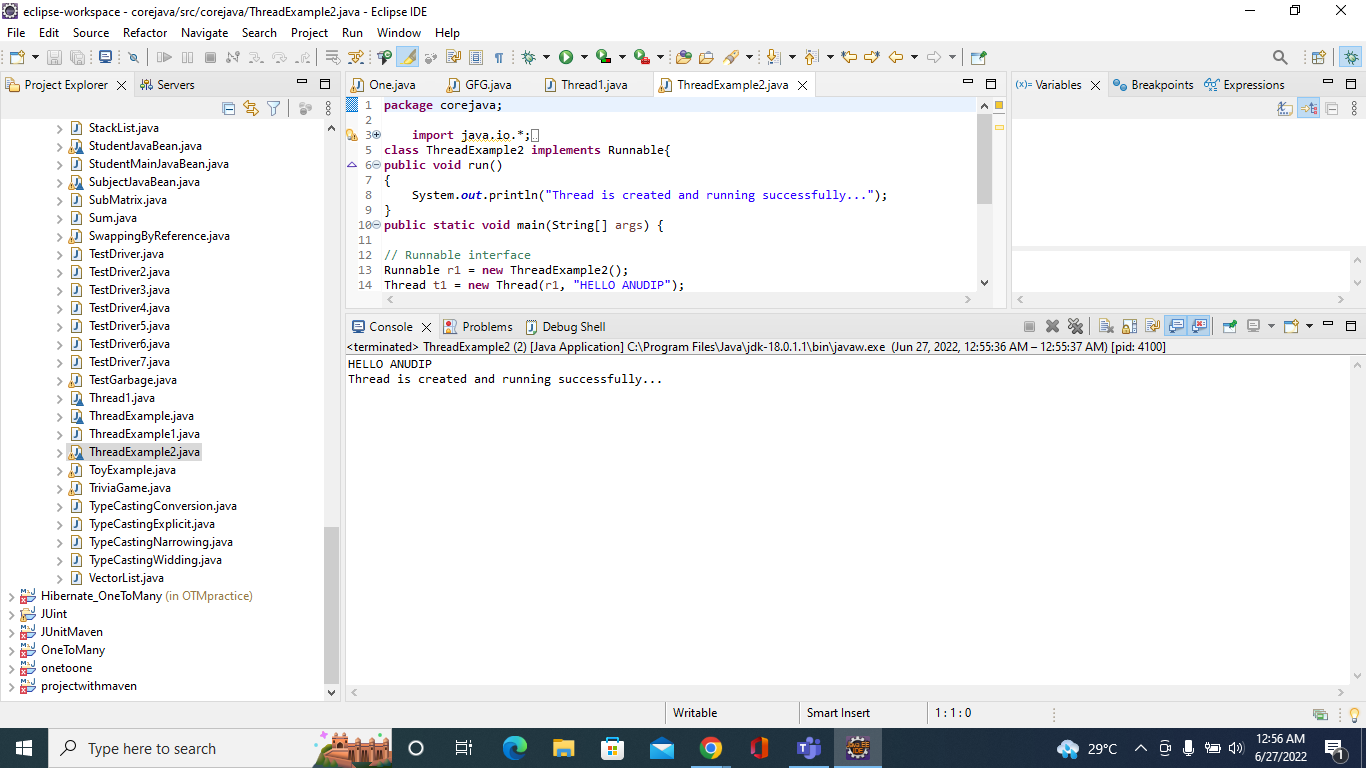 eclipse-workspace - corejava/src/corejava/ThreadExample2.java - Eclipse IDE
File Edit Source Refactor Navigate Search Project Run Window Help
Project Explorer Servers
StackList.java
StudentJavaBean.java
StudentMainJavaBean.java
SubjectJavaBean.java
SubMatrix.java
Sum.java
SwappingByReference.java
TestDriver.java
TestDriver2.java
TestDriver3.java
TestDriver4.java
TestDriver5.java
TestDriver6.java
TestDriver7.java
TestGarbage.java
Thread1.java
ThreadExample.java
ThreadExample1.java
ThreadExample2.java
ToyExample.java
TriviaGame.java
TypeCastingConversion.java
TypeCastingExplicit.java
TypeCastingNarrowing.java
TypeCastingWidding.java
VectorList.java
Hibernate_OneToMany (in OTMpractice)
JUint
JUnitMaven
OneToMany
onetoone
projectwithmaven
One.java GFG.java Thread1.java ThreadExample2.java
1 package corejava;
2
3 import java.io.*;
5 class ThreadExample2 implements Runnable{
6 public void run()
7 {
8 System.out.println("Thread is created and running successfully...");
9 }
10 public static void main(String[] args) {
11
12 // Runnable interface
13 Runnable r1 = new ThreadExample2();
14 Thread t1 = new Thread(r1, "HELLO ANUDIP");
(x)= Variables Breakpoints Expressions
Console Problems Debug Shell
<terminated> ThreadExample2 (2) [Java Application] C:\Program Files\Java\jdk-18.0.1.1\bin\javaw.exe (Jun 27, 2022, 12:55:36 AM – 12:55:37 AM) [pid: 4100]
HELLO ANUDIP
Thread is created and running successfully...
Writable Smart Insert 1 : 1 : 0
Type here to search
29°C
12:56 AM
6/27/2022
1